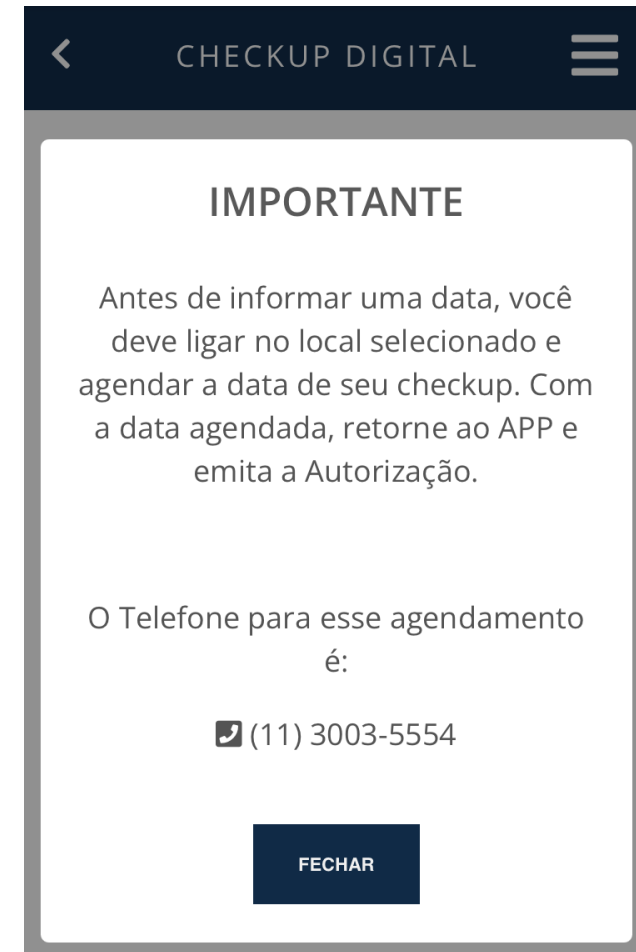 CHECKUP DIGITAL
IMPORTANTE
Antes de informar uma data, você
deve ligar no local selecionado e
agendar a data de seu checkup. Com
a data agendada, retorne ao APP e
emita a Autorização.
O Telefone para esse agendamento
é:
(11) 3003-5554
FECHAR